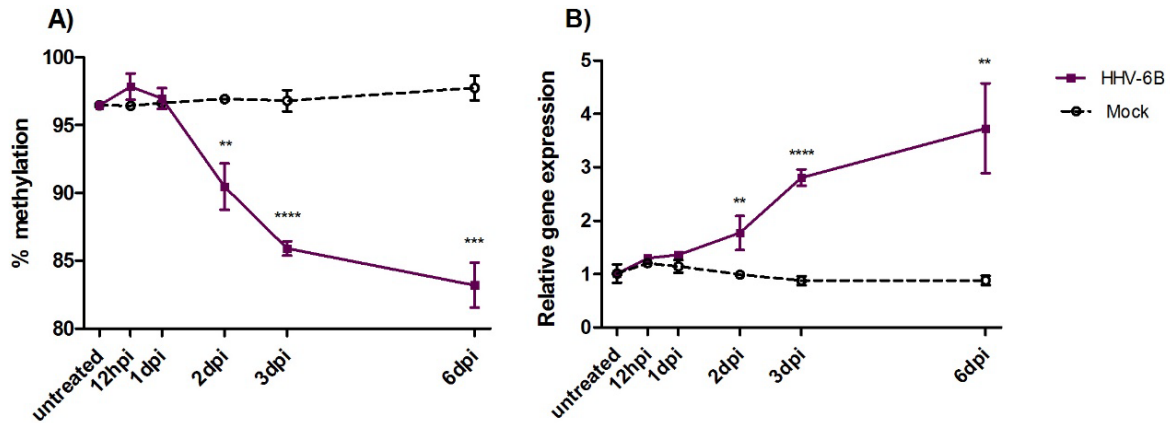 A)
% methylation
100
95
90
85
80
**
****
***
untreated
12hpi
1dpi
2dpi
3dpi
6dpi
B)
Relative gene expression
5
4
3
2
1
0
**
****
**
untreated
12hpi
1dpi
2dpi
3dpi
6dpi
HHV-6B
Mock